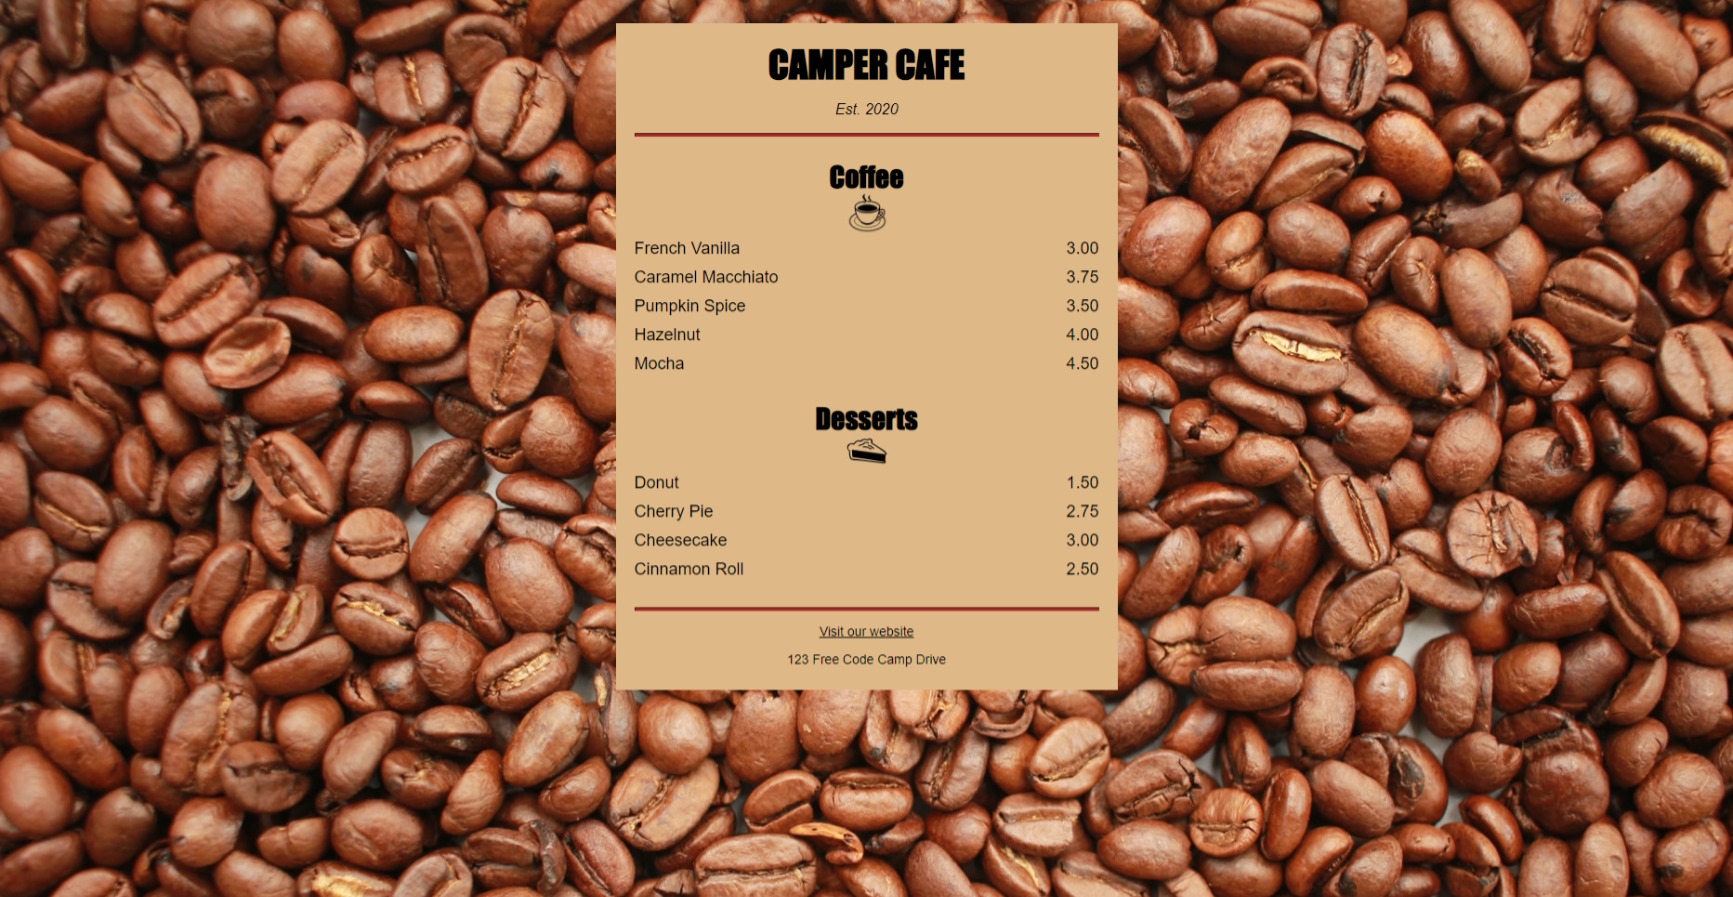 CAMPER CAFE
Est. 2020
Coffee
French Vanilla 3.00
Caramel Macchiato 3.75
Pumpkin Spice 3.50
Hazelnut 4.00
Mocha 4.50
Desserts
Donut 1.50
Cherry Pie 2.75
Cheesecake 3.00
Cinnamon Roll 2.50
Visit our website
123 Free Code Camp Drive